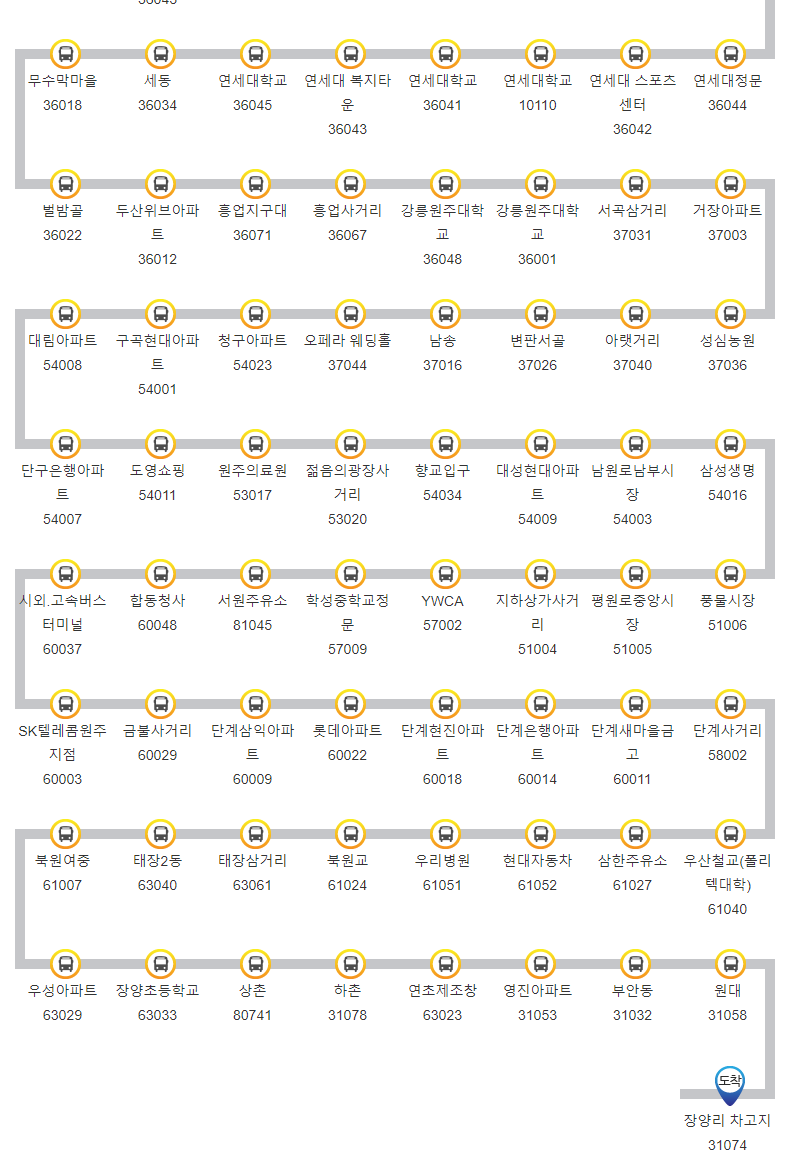 무수막마을 세동 연세대학교 연세대 복지타 연세대학교 연세대학교 연세대 스포츠 연세대정문
36018 36034 36045 운 36041 10110 센터 36044
36043 36042
벌밤골 두산위브아파 흥업지구대 흥업사거리 강릉원주대학 강릉원주대학 서곡삼거리 거장아파트
36022 트 36071 36067 교 교 37031 37003
36012 36048 36001
대림아파트 구곡현대아파 청구아파트 오페라 웨딩홀 남송 변판서골 아랫거리 성심농원
54008 트 54023 37044 37016 37026 37040 37036
54001
단구은행아파 도영쇼핑 원주의료원 젊음의광장사 향교입구 대성현대아파 남원로남부시 삼성생명
트 54011 53017 거리 54034 트 장 54016
54007 53020 54009 54003
시외.고속버스 합동청사 서원주유소 학성중학교정 YWCA 지하상가사거 평원로중앙시 풍물시장
터미널 60048 81045 문 57002 리 장 51006
60037 57009 51004 51005
SK텔레콤원주 금불사거리 단계삼익아파 롯데아파트 단계현진아파 단계은행아파 단계새마을금 단계사거리
지점 60029 트 60022 트 트 고 58002
60003 60009 60018 60014 60011
북원여중 태장2동 태장삼거리 북원교 우리병원 현대자동차 삼한주유소 우산철교(폴리
61007 63040 63061 61024 61051 61052 61027 텍대학)
61040
우성아파트 장양초등학교 상촌 하촌 연초제조창 영진아파트 부안동 원대
63029 63033 80741 31078 63023 31053 31032 31058
도착
장양리 차고지
31074